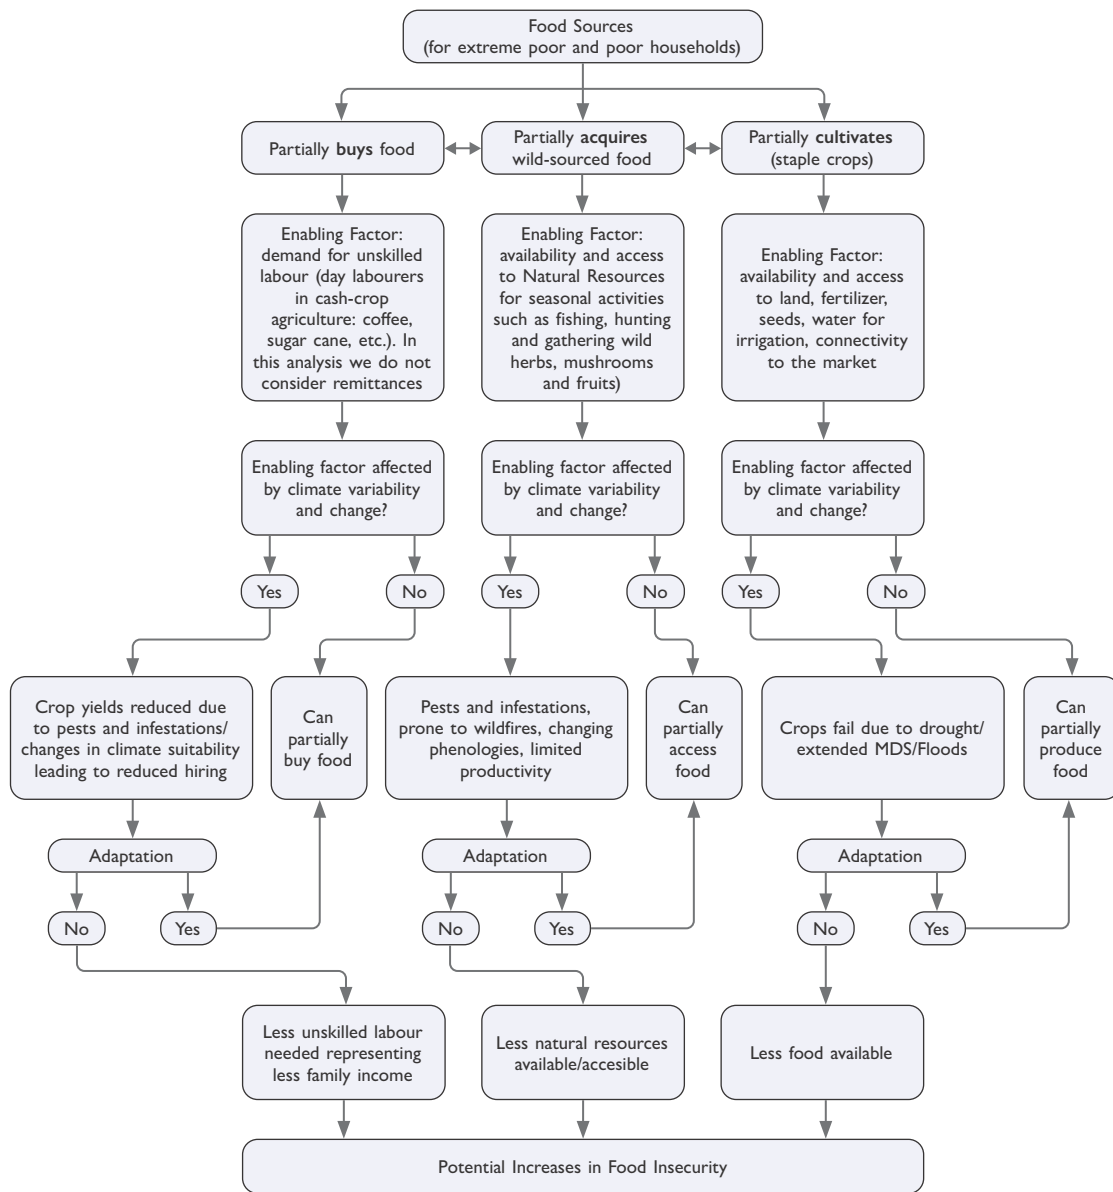 Food Sources
(for extreme poor and poor households)
Partially buys food
Partially acquires
wild-sourced food
Partially cultivates
(staple crops)
Enabling Factor:
demand for unskilled
labour (day labourers
in cash-crop
agriculture: coffee,
sugar cane, etc.). In
this analysis we do not
consider remittances
Enabling Factor:
availability and access
to Natural Resources
for seasonal activities
such as fishing, hunting
and gathering wild
herbs, mushrooms
and fruits)
Enabling Factor:
availability and access
to land, fertilizer,
seeds, water for
irrigation, connectivity
to the market
Enabling factor affected
by climate variability
and change?
Enabling factor affected
by climate variability
and change?
Enabling factor affected
by climate variability
and change?
Yes
No
Yes
No
Yes
No
Crop yields reduced due
to pests and infestations/
changes in climate suitability
leading to reduced hiring
Can
partially
buy food
Pests and infestations,
prone to wildfires, changing
phenologies, limited
productivity
Can
partially
access
food
Crops fail due to drought/
extended MDS/Floods
Can
partially
produce
food
Adaptation
Adaptation
Adaptation
No
Yes
No
Yes
No
Yes
Less unskilled labour
needed representing
less family income
Less natural resources
available/accesible
Less food available
Potential Increases in Food Insecurity